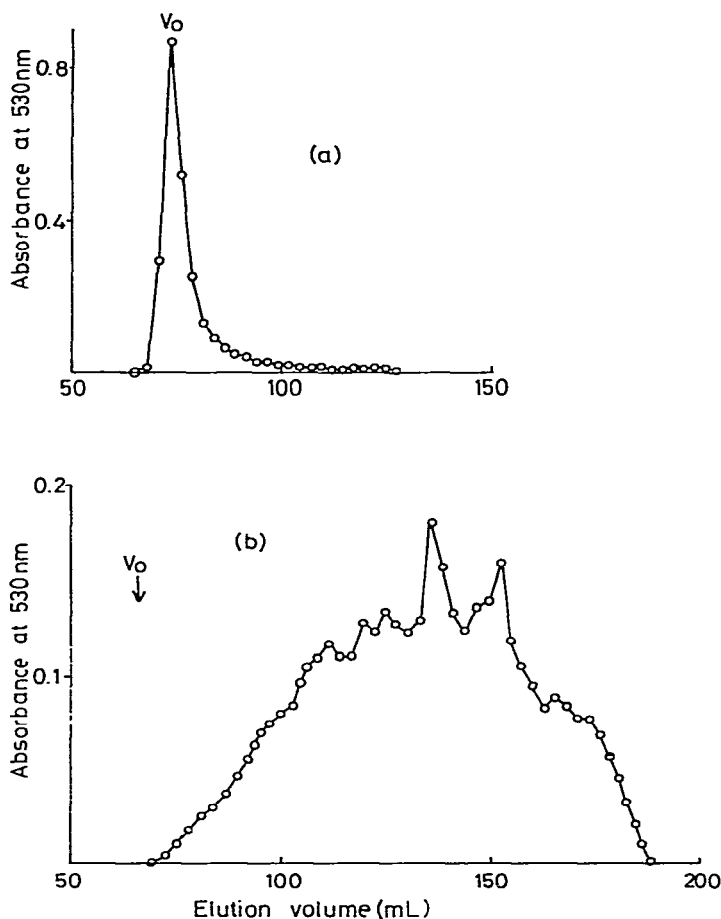 Vo
Absorbance at 530nm
0.8
0.4
(a)
50
100
150
Absorbance at 530nm
0.2
0.1
Vo
(b)
50
100
150
200
Elution volume(mL)